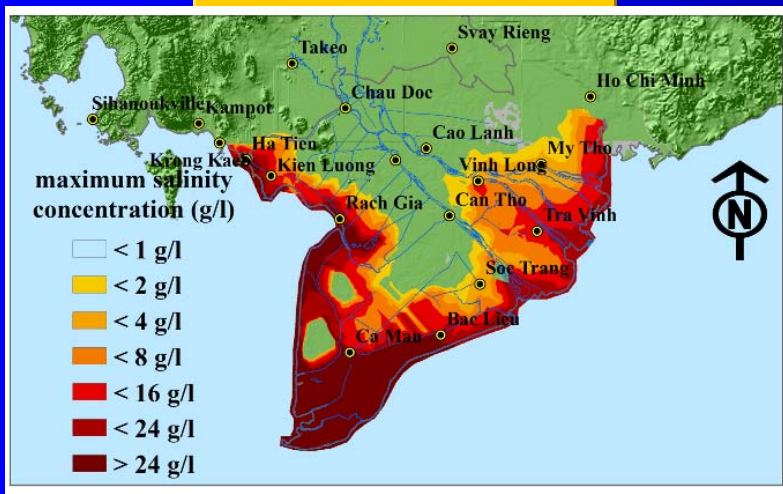 Svay Rieng
Takeo
Ho Chi Minh
Chau Doc
Sihanoukville
Kampot
Cao Lanh
Ha Tien
My Tho
Krong Kaeb
Kien Luong
Vinh Long
maximum salinity
concentration (g/l)
Rach Gia
Can Tho
Tra Vinh
N
< 1 g/l
< 2 g/l
Soc Trang
< 4 g/l
Bac Lieu
Ca Mau
< 8 g/l
< 16 g/l
< 24 g/l
> 24 g/l